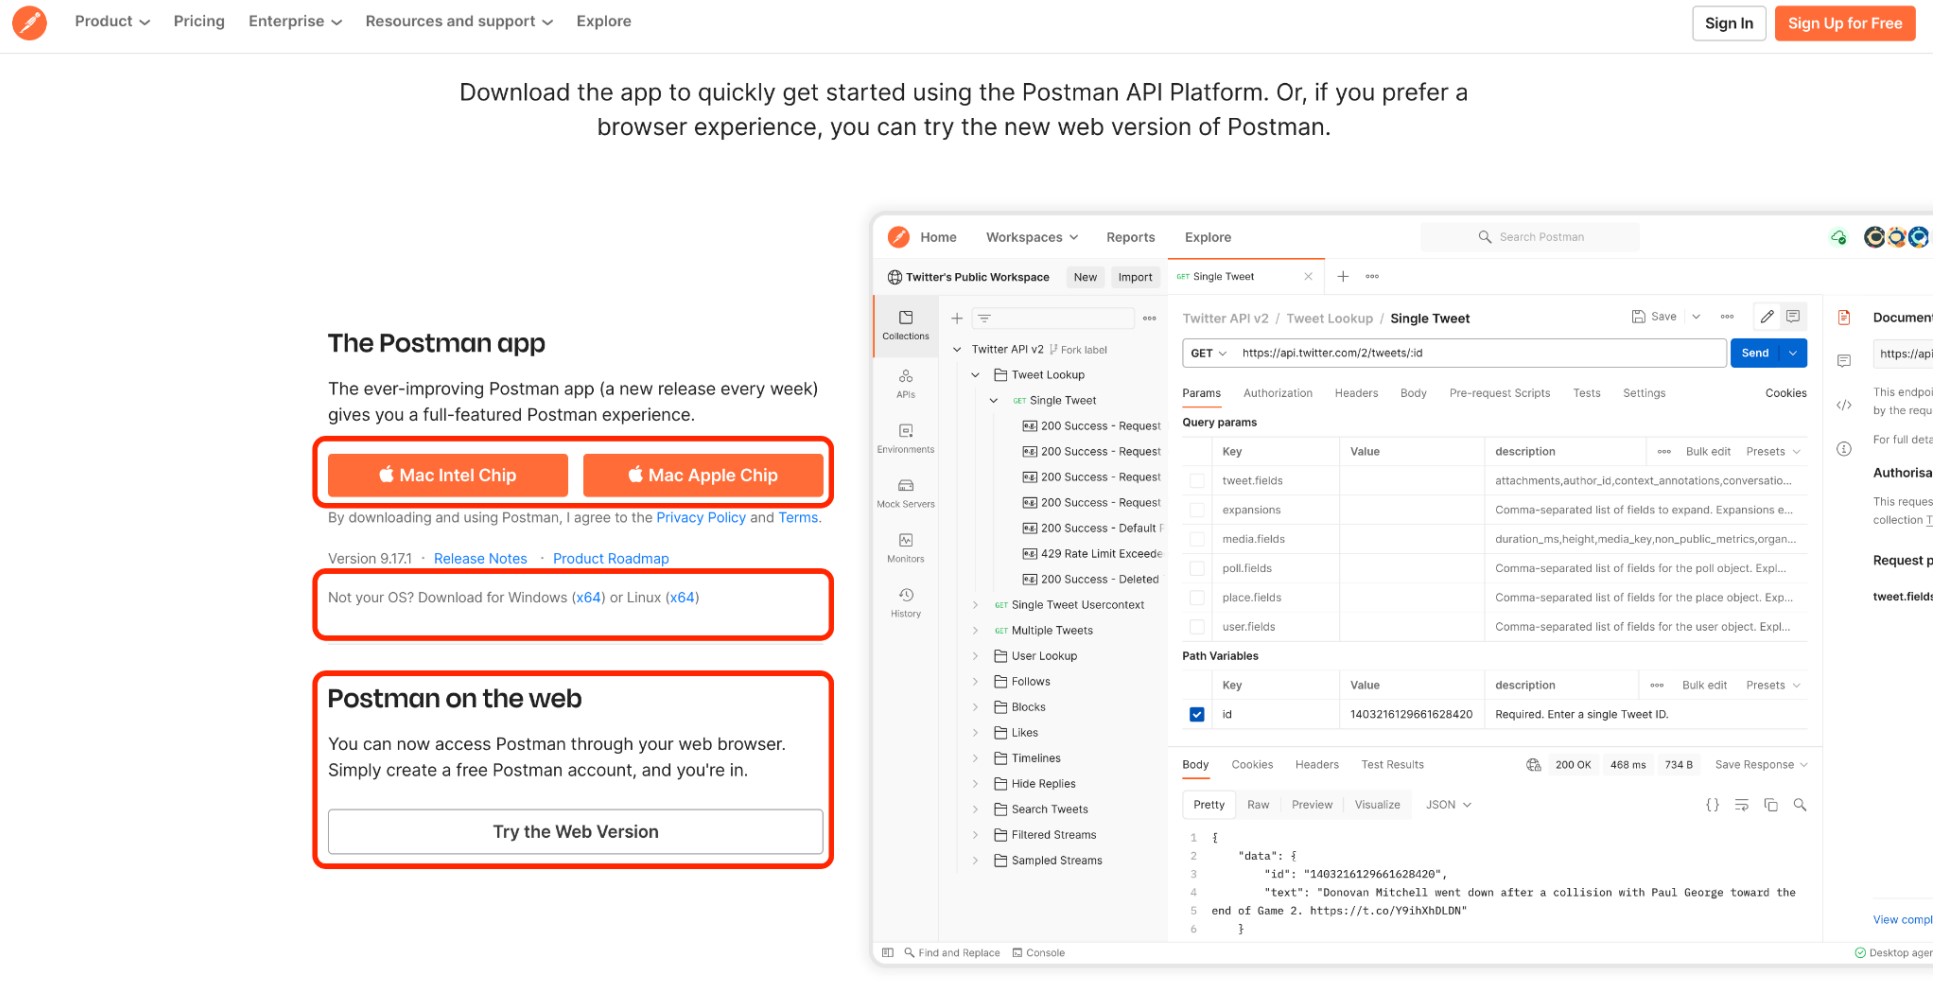 Product
Pricing
Enterprise
Resources and support
Explore
Sign In
Sign Up for Free
Download the app to quickly get started using the Postman API Platform. Or, if you prefer a
browser experience, you can try the new web version of Postman.
The Postman app
The ever-improving Postman app (a new release every week)
gives you a full-featured Postman experience.
Mac Intel Chip
Mac Apple Chip
By downloading and using Postman, I agree to the Privacy Policy and Terms.
Version 9.17.1 · Release Notes · Product Roadmap
Not your OS? Download for Windows (x64) or Linux (x64)
Postman on the web
You can now access Postman through your web browser.
Simply create a free Postman account, and you're in.
Try the Web Version
Home
Workspaces
Reports
Explore
Search Postman
Twitter's Public Workspace
New
Import
GET Single Tweet
Collections
APIs
Environments
Mock Servers
Monitors
History
Twitter API v2 Fork label
Tweet Lookup
GET Single Tweet
200 Success - Request
200 Success - Request
200 Success - Request
200 Success - Request
200 Success - Default
429 Rate Limit Exceede
200 Success - Deleted
GET Single Tweet Usercontext
GET Multiple Tweets
User Lookup
Follows
Blocks
Likes
Timelines
Hide Replies
Search Tweets
Filtered Streams
Sampled Streams
Twitter API v2 / Tweet Lookup / Single Tweet
Save
GET https://api.twitter.com/2/tweets/:id
Send
Params Authorization Headers Body Pre-request Scripts Tests Settings Cookies
Query params
Key Value description Bulk edit Presets
tweet.fields attachments,author_id,context_annotations,conversatio...
expansions Comma-separated list of fields to expand. Expansions e...
media.fields duration_ms,height,media_key,non_public_metrics,organ...
poll.fields Comma-separated list of fields for the poll object. Expl...
place.fields Comma-separated list of fields for the place object. Exp...
user.fields Comma-separated list of fields for the user object. Expl...
Path Variables
Key Value description Bulk edit Presets
id 1403216129661628420 Required. Enter a single Tweet ID.
Body Cookies Headers Test Results 200 OK 468 ms 734 B Save Response
Pretty Raw Preview Visualize JSON
1 {
2 "data": {
3 "id": "1403216129661628420",
4 "text": "Donovan Mitchell went down after a collision with Paul George toward the
5 end of Game 2. https://t.co/Y9ihXhDLDN"
6 }
Find and Replace
Console
Document
https://api
This endpoi
by the requ
For full deta
Authorisa
This reques
collection T
Request p
tweet.fields
View compl
Desktop agen